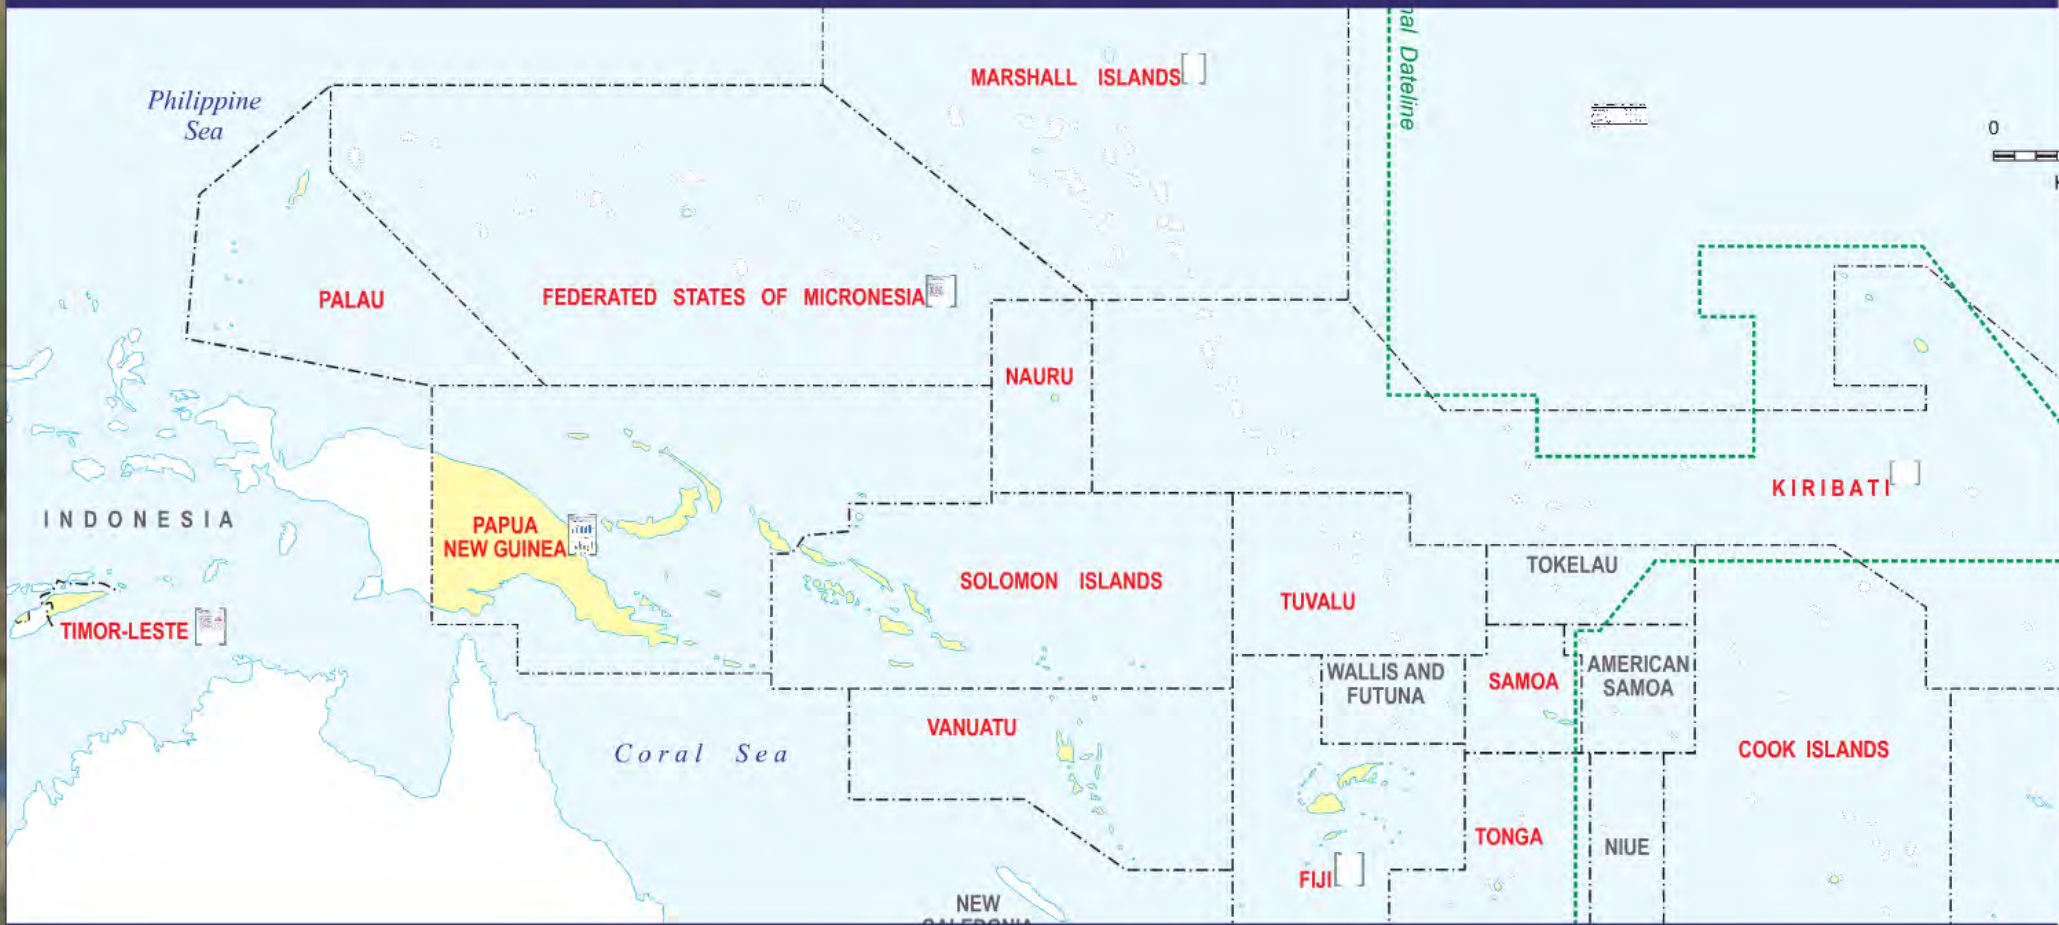 nal Dateline
MARSHALL ISLANDS
Philippine
Sea
0
PALAU
FEDERATED STATES OF MICRONESIA
NAURU
KIRIBATI
INDONESIA
PAPUA
NEW GUINEA
SOLOMON ISLANDS
TOKELAU
TUVALU
TIMOR-LESTE
WALLIS AND
FUTUNA
SAMOA
AMERICAN
SAMOA
VANUATU
Coral Sea
COOK ISLANDS
TONGA
NIUE
FIJI
NEW
CALEDONIA